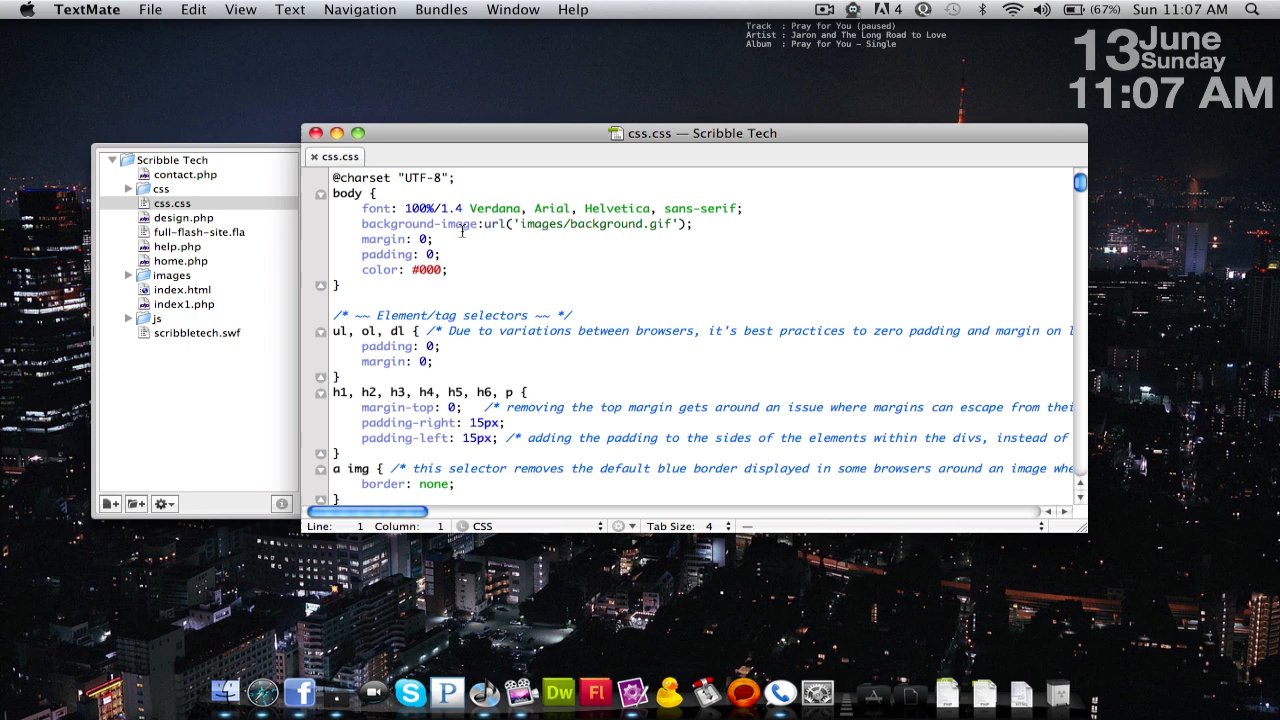 TextMate File Edit View Text Navigation Bundles Window Help 4 (67%) Sun 11:07 AM
Track : Pray for You (paused)
Artist : Jaron and The Long Road to Love
Album : Pray for You - Single
13 June
Sunday
11:07 AM
css.css — Scribble Tech
css.css
Scribble Tech
contact.php
css
css.css
design.php
full-flash-site.fla
help.php
home.php
images
index.html
index1.php
js
scribbletech.swf
@charset "UTF-8";
body {
font: 100%/1.4 Verdana, Arial, Helvetica, sans-serif;
background-image:url('images/background.gif');
margin: 0;
padding: 0;
color: #000;
}
/* ~~ Element/tag selectors ~~ */
ul, ol, dl { /* Due to variations between browsers, it's best practices to zero padding and margin on l
padding: 0;
margin: 0;
}
h1, h2, h3, h4, h5, h6, p {
margin-top: 0; /* removing the top margin gets around an issue where margins can escape from thei
padding-right: 15px;
padding-left: 15px; /* adding the padding to the sides of the elements within the divs, instead of
}
a img { /* this selector removes the default blue border displayed in some browsers around an image whe
border: none;
}
Line: 1 Column: 1 CSS Tab Size: 4 —
f S P Dw Fl